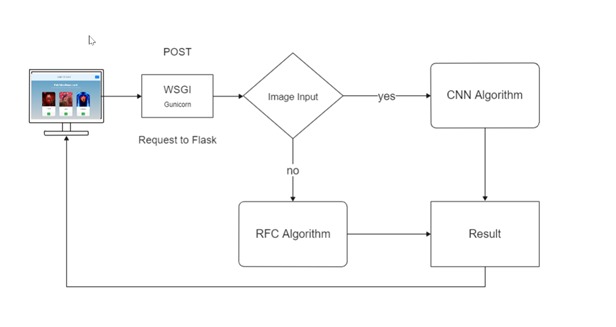 POST
WSGI
Gunicorn
Request to Flask
Image Input
yes
CNN Algorithm
no
RFC Algorithm
Result